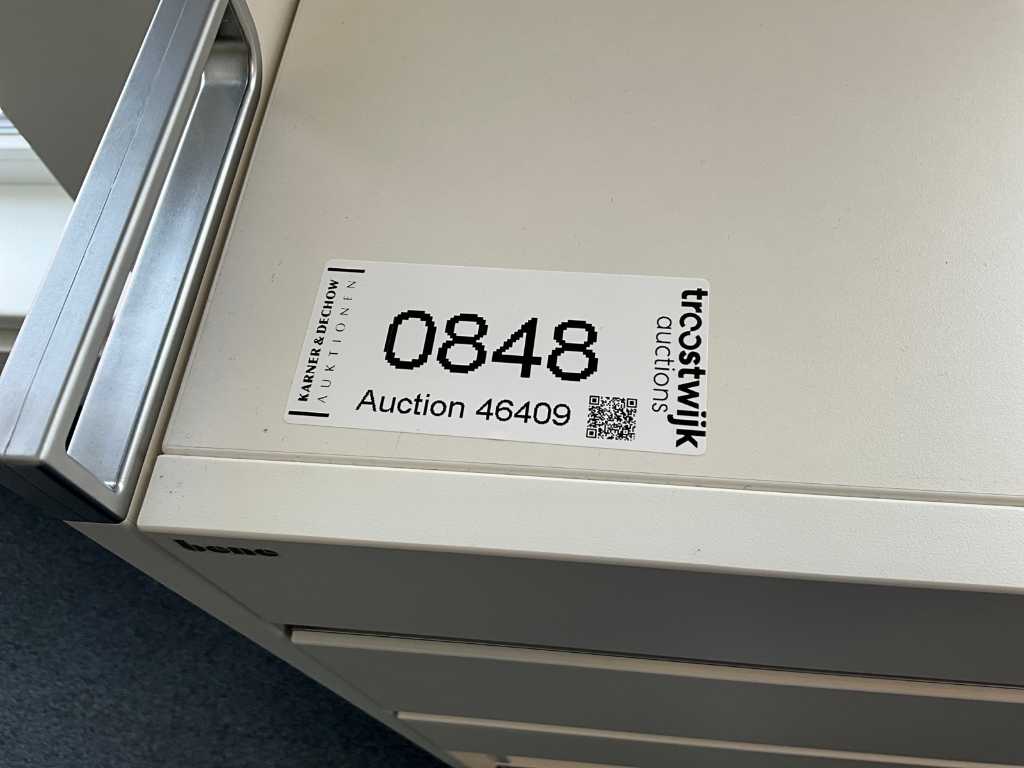 KARNER & DECHOW
AUKTIONEN
0848
Auction 46409
troostwijk
auctions
bene